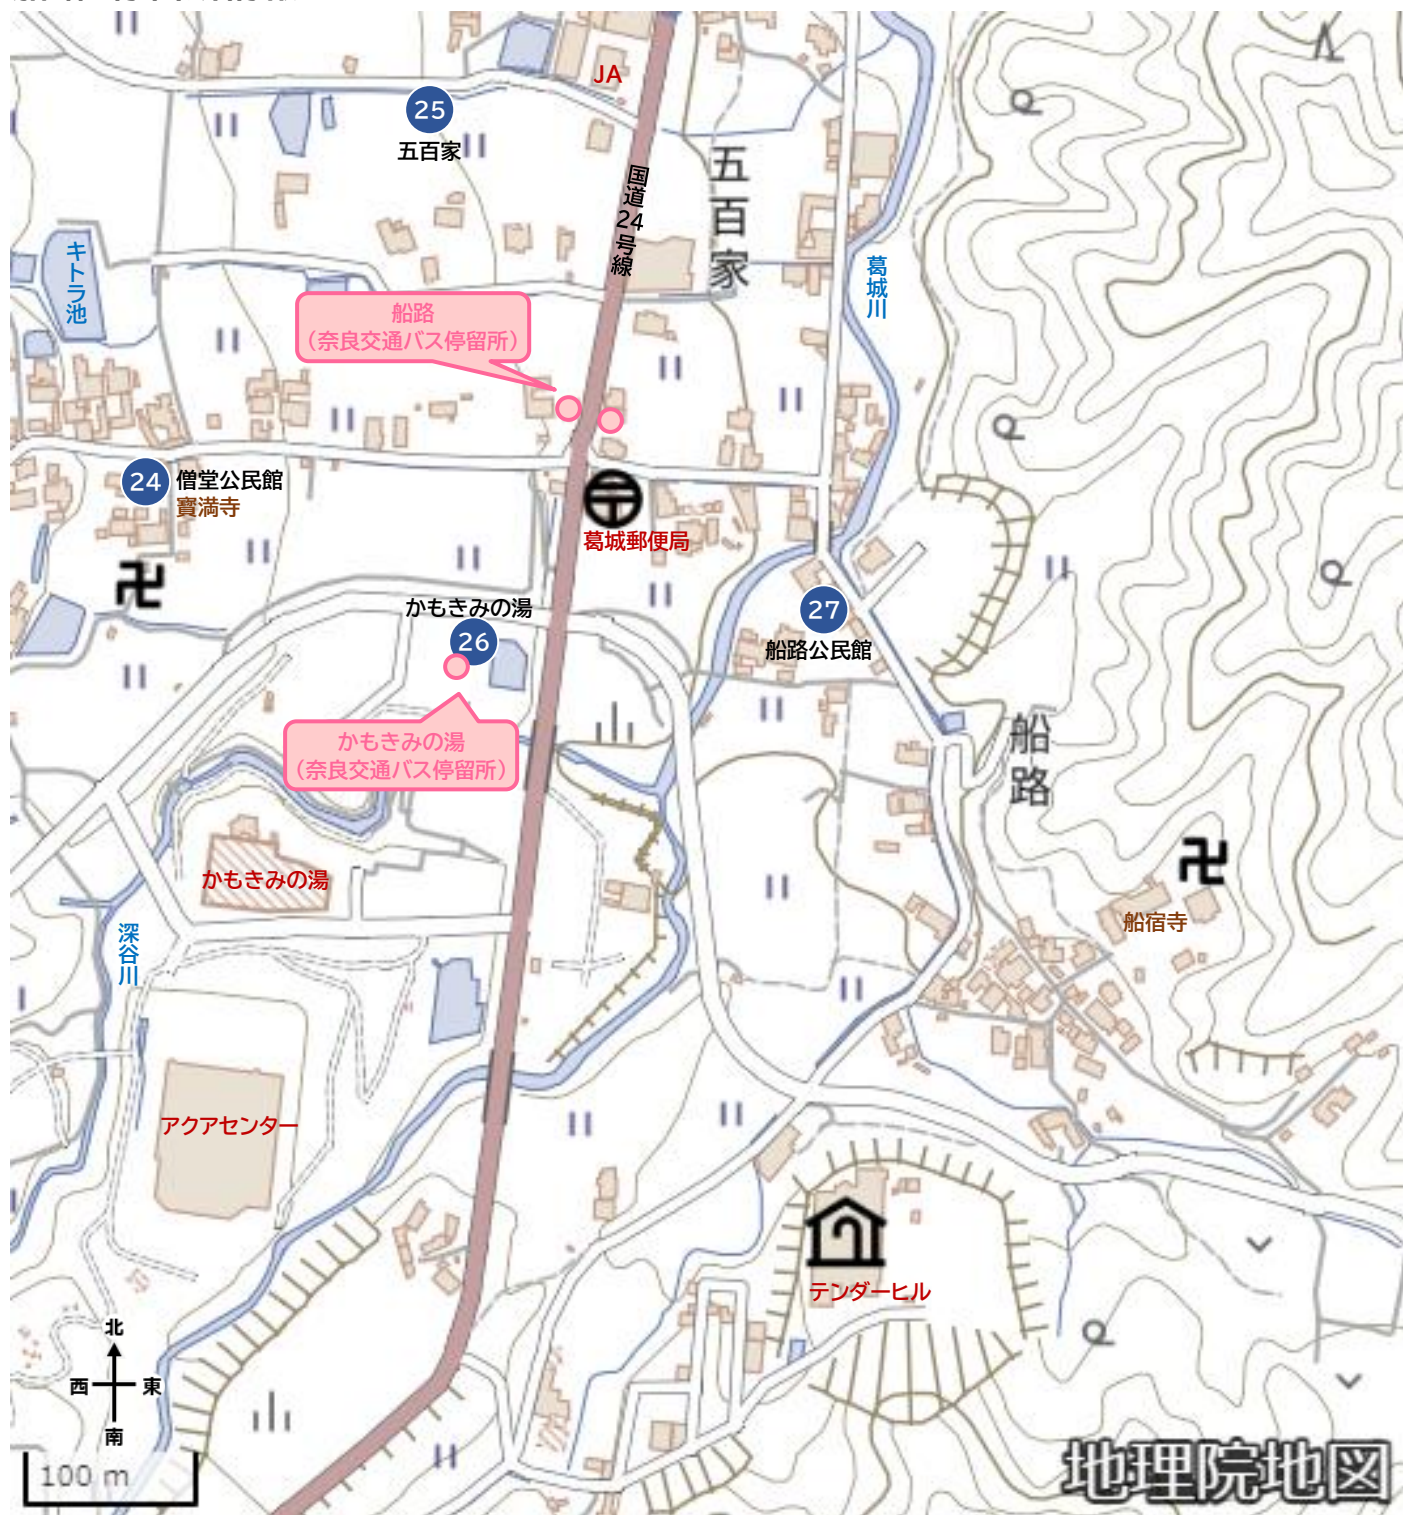 JA
25
五百家
五百家
国道24号線
キトラ池
葛城川
船路
（奈良交通バス停留所）
24
僧堂公民館
寳満寺
葛城郵便局
かもきみの湯
26
27
船路公民館
かもきみの湯
（奈良交通バス停留所）
船路
かもきみの湯
船宿寺
深谷川
アクアセンター
テンダーヒル
北
西
東
南
100 m
地理院地図